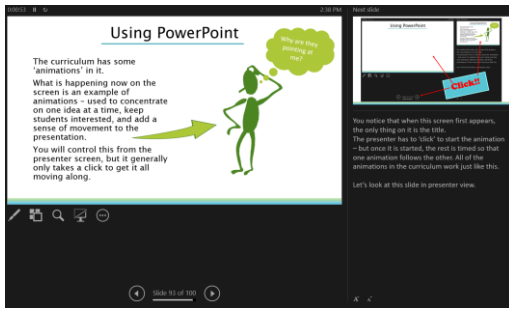 0:00:53
2:38 PM
Next slide
Using PowerPoint
Why are they
pointing at
me?
The curriculum has some
‘animations’ in it.
What is happening now on the
screen is an example of
animations – used to concentrate
on one idea at a time, keep
students interested, and add a
sense of movement to the
presentation.
You will control this from the
presenter screen, but it generally
only takes a click to get it all
moving along.
Slide 93 of 100
Using PowerPoint
Click!!
You notice that when this screen first appears,
the only thing on it is the title.
The presenter has to ‘click’ to start the animation
– but once it is started, the rest is timed so that
one animation follows the other. All of the
animations in the curriculum work just like this.
Let's look at this slide in presenter view.
A A